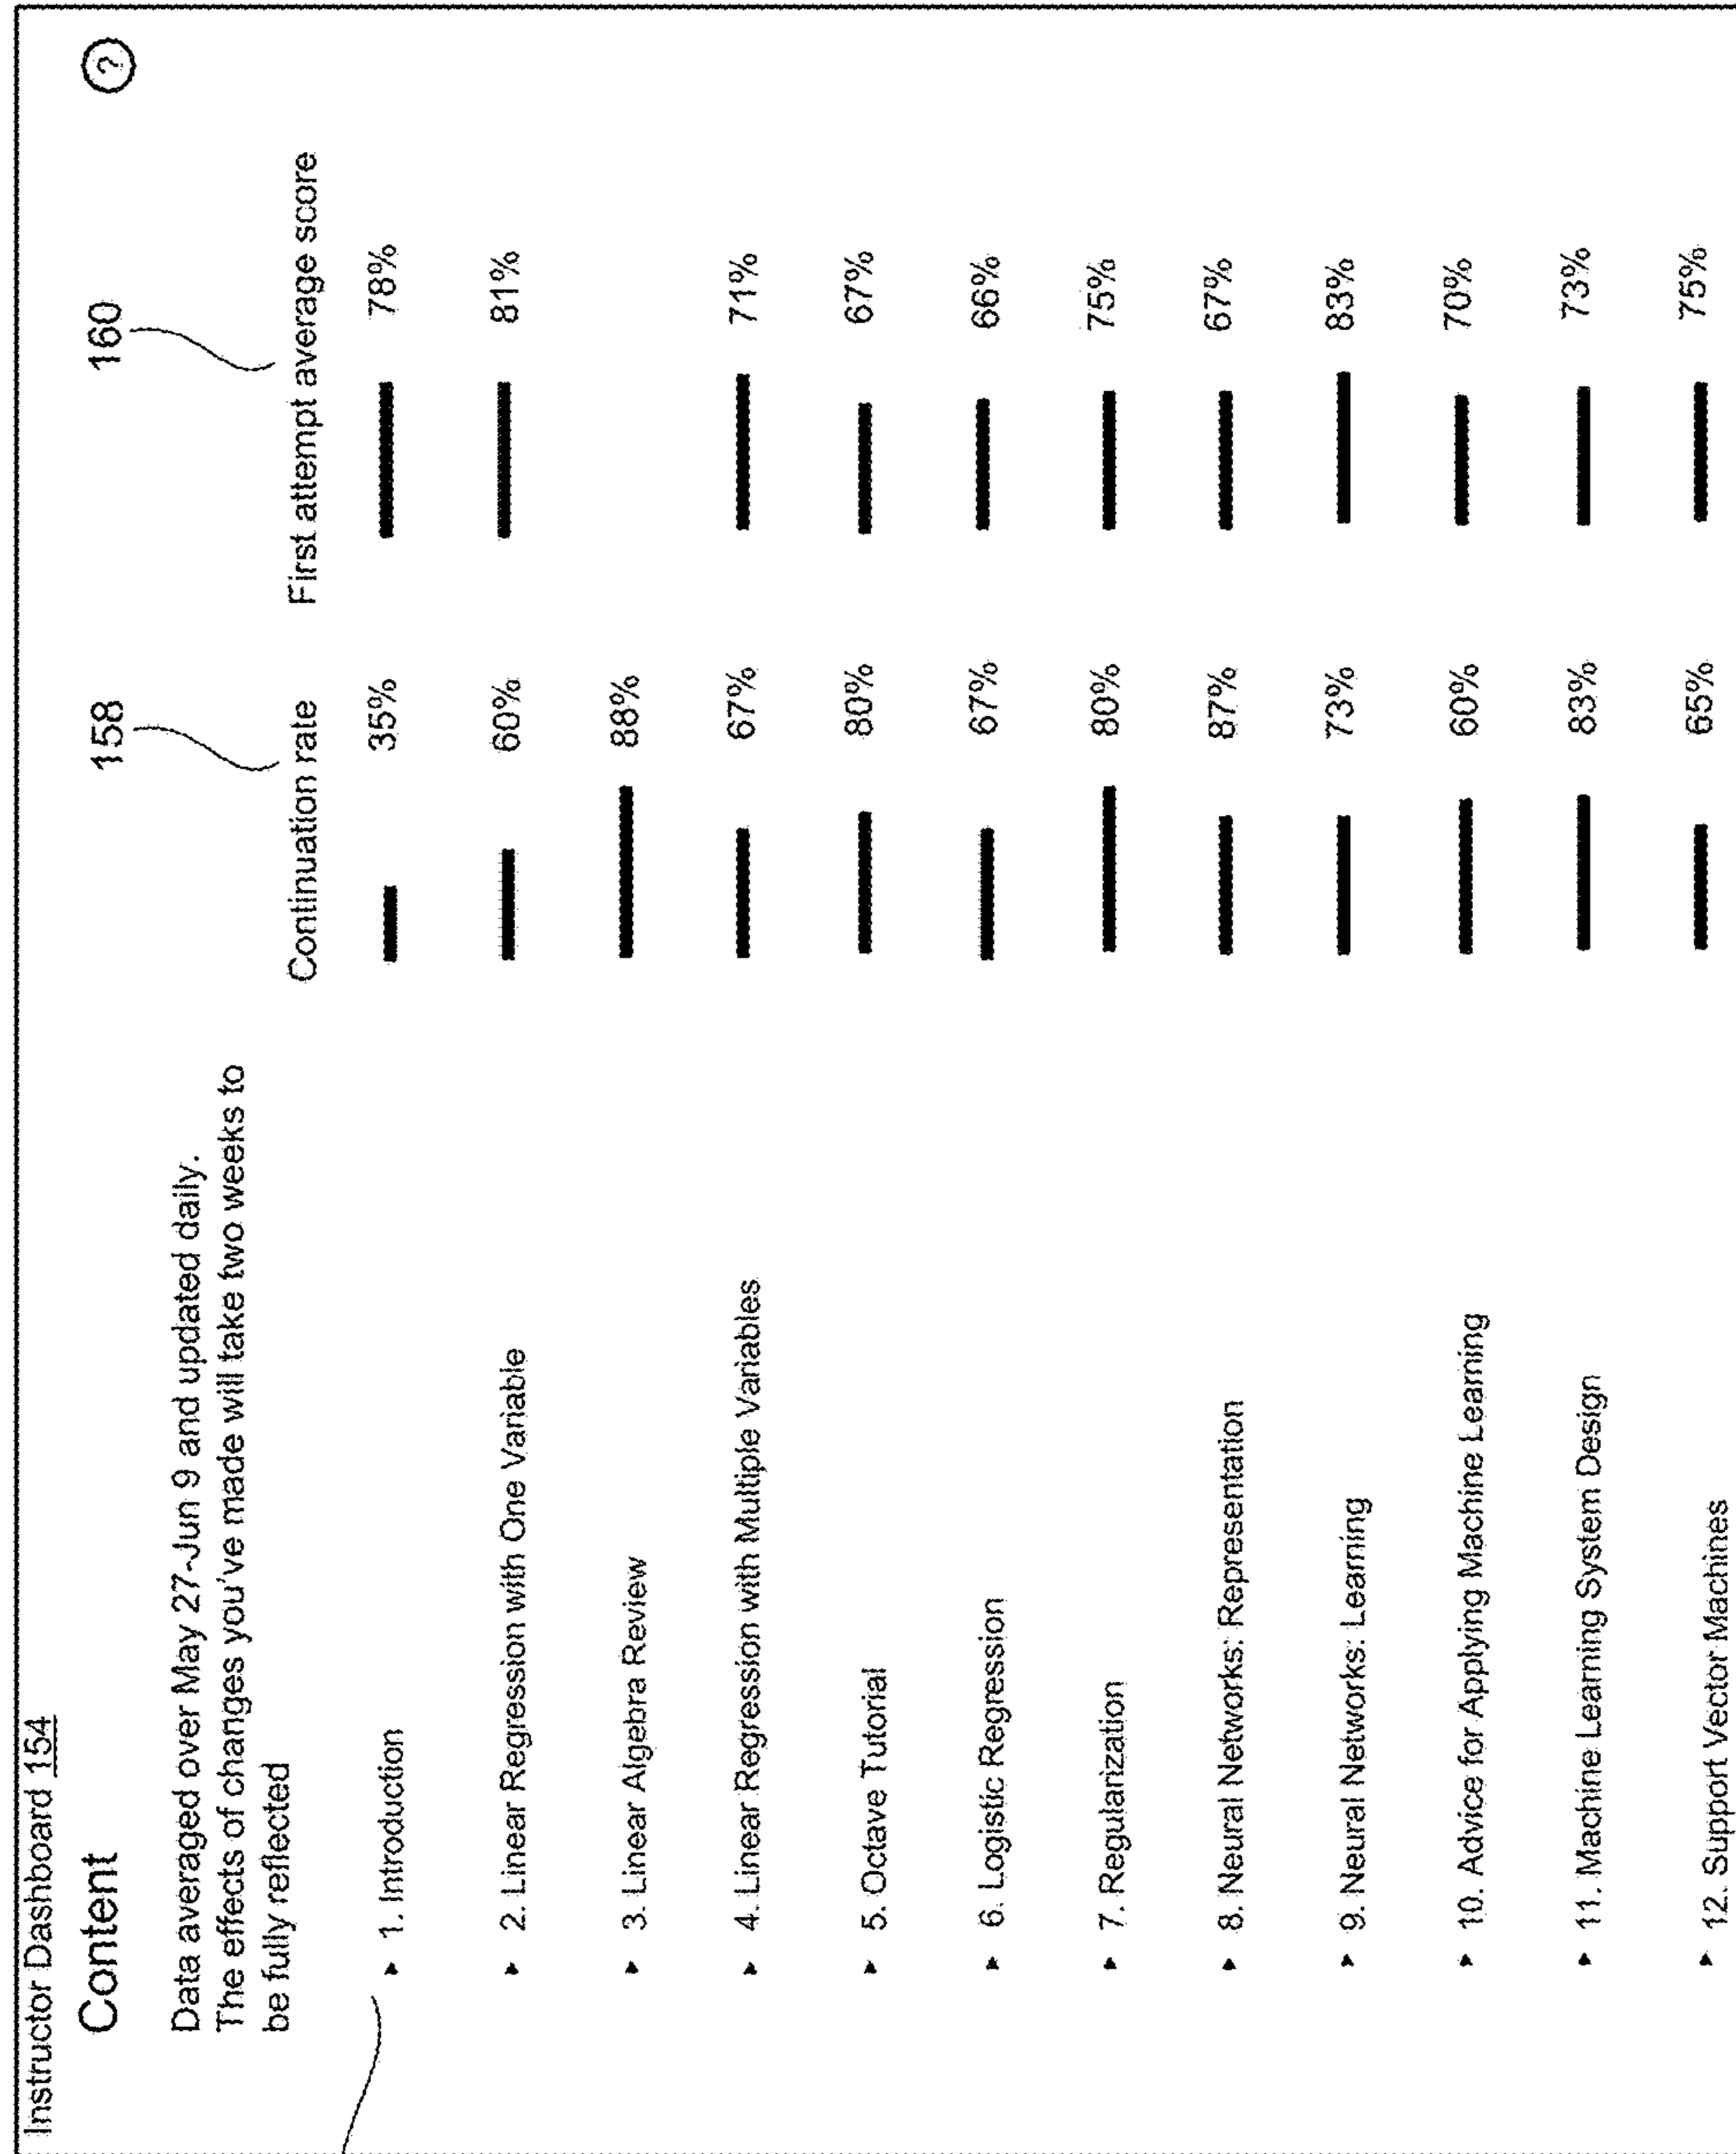 Instructor Dashboard 154
Content
?
Data averaged over May 27-Jun 9 and updated daily.
The effects of changes you've made will take two weeks to
be fully reflected
158
160
Continuation rate First attempt average score
1. Introduction 35% 78%
2. Linear Regression with One Variable 60% 81%
3. Linear Algebra Review 88%
4. Linear Regression with Multiple Variables 67% 71%
5. Octave Tutorial 80% 67%
6. Logistic Regression 67% 66%
7. Regularization 80% 75%
8. Neural Networks: Representation 87% 67%
9. Neural Networks: Learning 73% 83%
10. Advice for Applying Machine Learning 60% 70%
11. Machine Learning System Design 83% 73%
12. Support Vector Machines 65% 75%